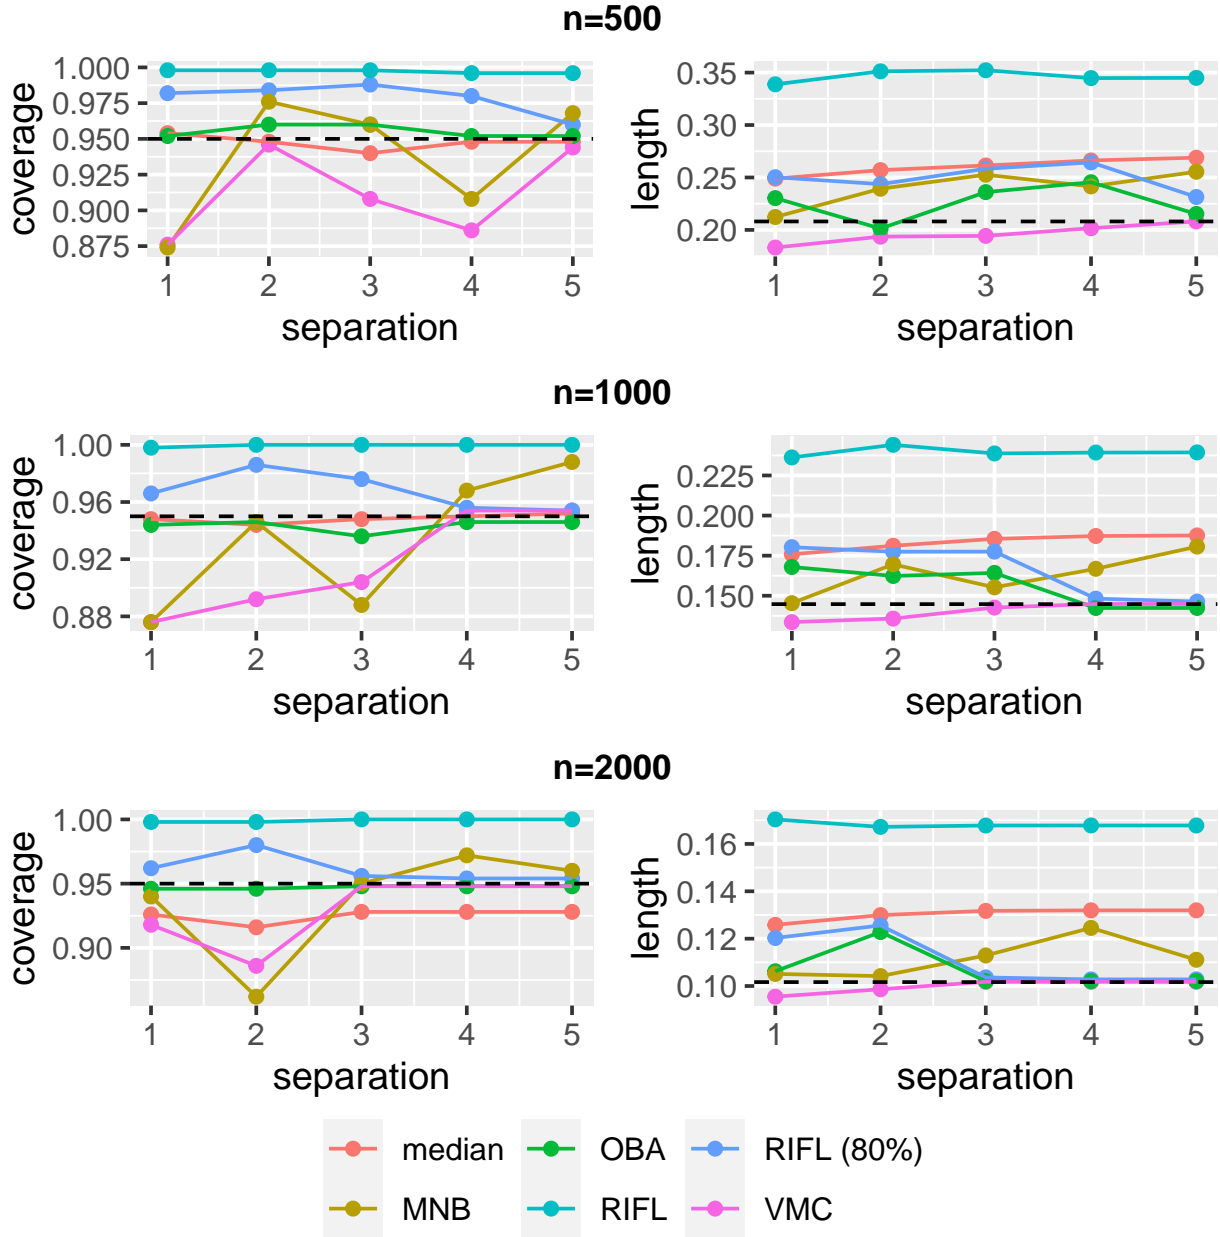 n=500
coverage
1.000
0.975
0.950
0.925
0.900
0.875
1 2 3 4 5
separation
length
0.35
0.30
0.25
0.20
1 2 3 4 5
separation
n=1000
coverage
1.00
0.96
0.92
0.88
1 2 3 4 5
separation
length
0.225
0.200
0.175
0.150
1 2 3 4 5
separation
n=2000
coverage
1.00
0.95
0.90
1 2 3 4 5
separation
length
0.16
0.14
0.12
0.10
1 2 3 4 5
separation
median OBA RIFL (80%)
MNB RIFL VMC